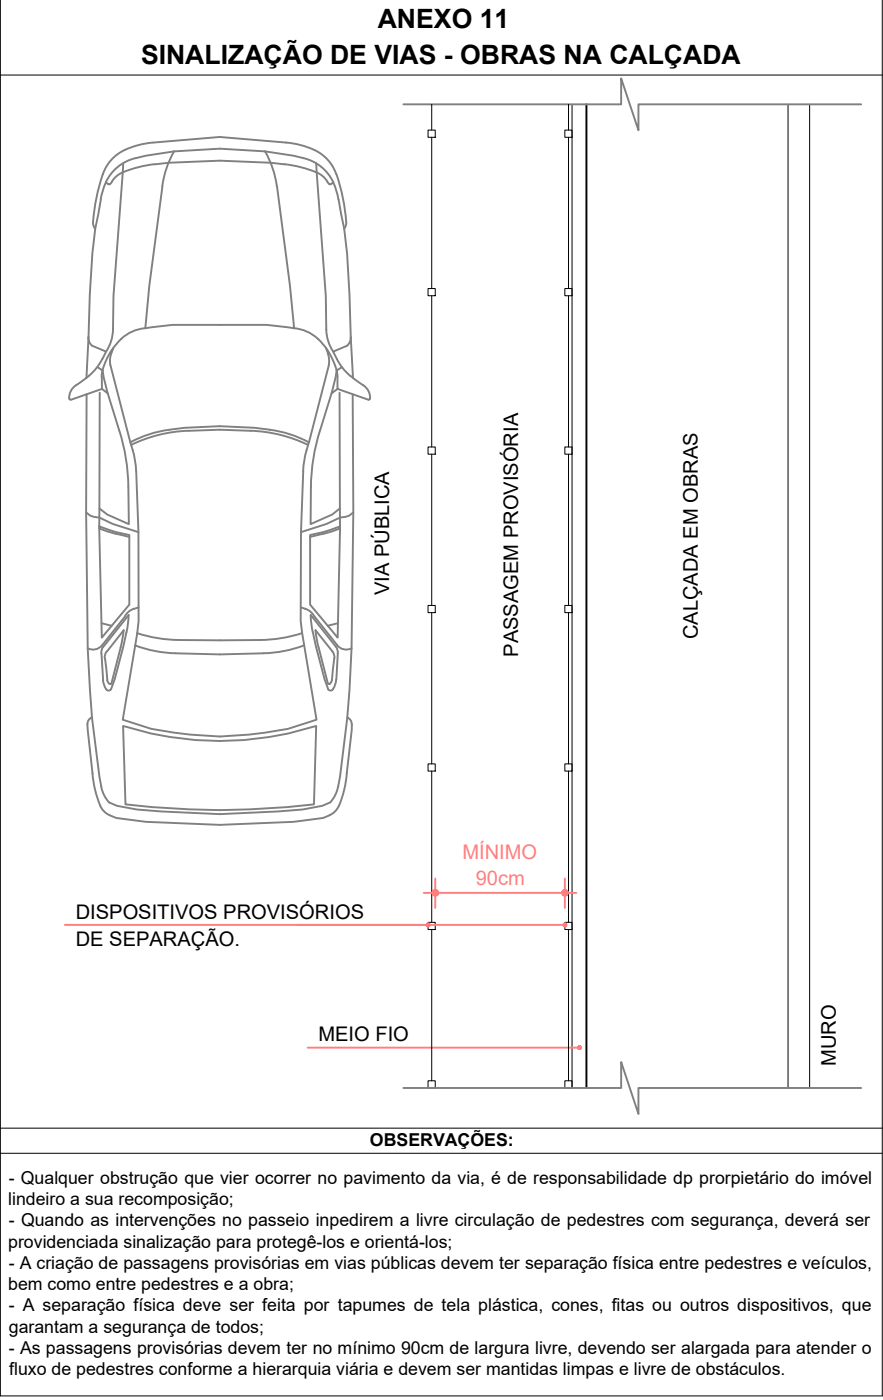 ANEXO 11
SINALIZAÇÃO DE VIAS - OBRAS NA CALÇADA
VIA PÚBLICA
PASSAGEM PROVISÓRIA
CALÇADA EM OBRAS
MÍNIMO
90cm
DISPOSITIVOS PROVISÓRIOS
DE SEPARAÇÃO.
MEIO FIO
MURO
OBSERVAÇÕES:
- Qualquer obstrução que vier ocorrer no pavimento da via, é de responsabilidade dp prorpietário do imóvel
lindeiro a sua recomposição;
- Quando as intervenções no passeio inpedirem a livre circulação de pedestres com segurança, deverá ser
providenciada sinalização para protegê-los e orientá-los;
- A criação de passagens provisórias em vias públicas devem ter separação física entre pedestres e veículos,
bem como entre pedestres e a obra;
- A separação física deve ser feita por tapumes de tela plástica, cones, fitas ou outros dispositivos, que
garantam a segurança de todos;
- As passagens provisórias devem ter no mínimo 90cm de largura livre, devendo ser alargada para atender o
fluxo de pedestres conforme a hierarquia viária e devem ser mantidas limpas e livre de obstáculos.